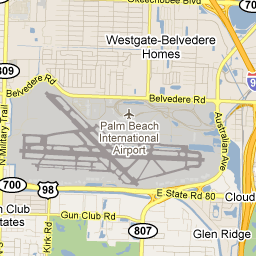 Okeechobee Blvd
Westgate-Belvedere
Homes
809
Belvedere Rd
Belvedere Rd
Palm Beach
International
Airport
Australian Ave
N Military Trail
700
98
E State Rd 80
Cloud
n Club
states
Gun Club Rd
Kirk Rd
807
Glen Ridge